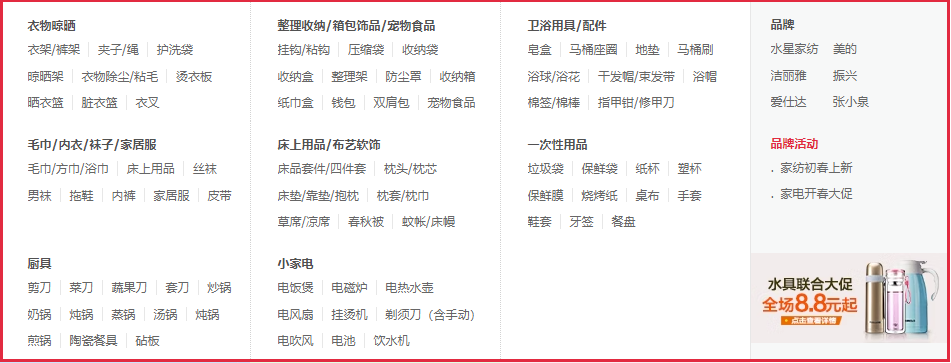 衣物晾晒
衣架/裤架 夹子/绳 护洗袋
晾晒架 衣物除尘/粘毛 烫衣板
晒衣篮 脏衣篮 衣叉
毛巾/内衣/袜子/家居服
毛巾/方巾/浴巾 床上用品 丝袜
男袜 拖鞋 内裤 家居服 皮带
厨具
剪刀 菜刀 蔬果刀 套刀 炒锅
奶锅 炖锅 蒸锅 汤锅 炖锅
煎锅 陶瓷餐具 砧板
整理收纳/箱包饰品/宠物食品
挂钩/粘钩 压缩袋 收纳袋
收纳盒 整理架 防尘罩 收纳箱
纸巾盒 钱包 双肩包 宠物食品
床上用品/布艺软饰
床品套件/四件套 枕头/枕芯
床垫/靠垫/抱枕 枕套/枕巾
草席/凉席 春秋被 蚊帐/床幔
小家电
电饭煲 电磁炉 电热水壶
电风扇 挂烫机 剃须刀（含手动）
电吹风 电池 饮水机
卫浴用具/配件
皂盒 马桶座圈 地垫 马桶刷
浴球/浴花 干发帽/束发带 浴帽
棉签/棉棒 指甲钳/修甲刀
一次性用品
垃圾袋 保鲜袋 纸杯 塑杯
保鲜膜 烧烤纸 桌布 手套
鞋套 牙签 餐盘
品牌
水星家纺 美的
洁丽雅 振兴
爱仕达 张小泉
品牌活动
. 家纺初春上新
. 家电开春大促
水具联合大促
全场8.8元起
点击查看详情